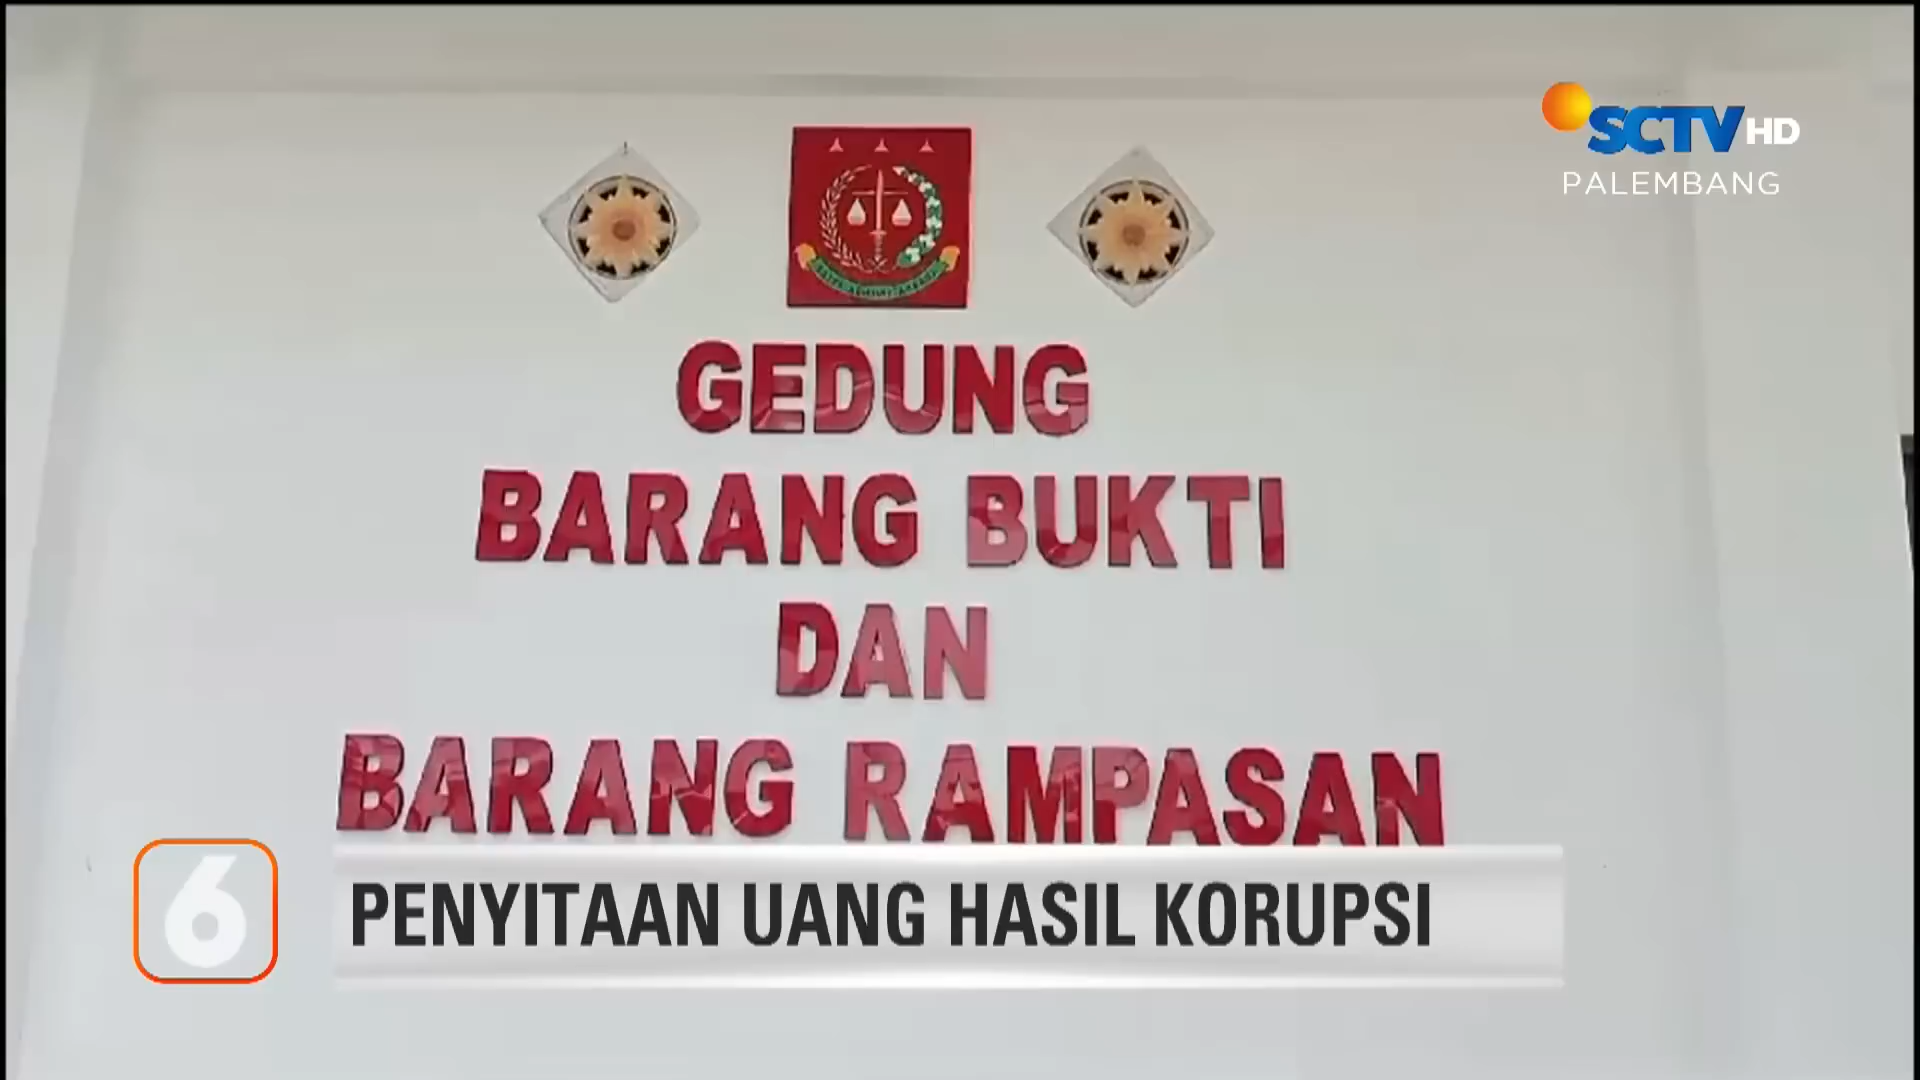 SCTV HD
PALEMBANG
GEDUNG
BARANG BUKTI
DAN
BARANG RAMPASAN
6
PENYITAAN UANG HASIL KORUPSI